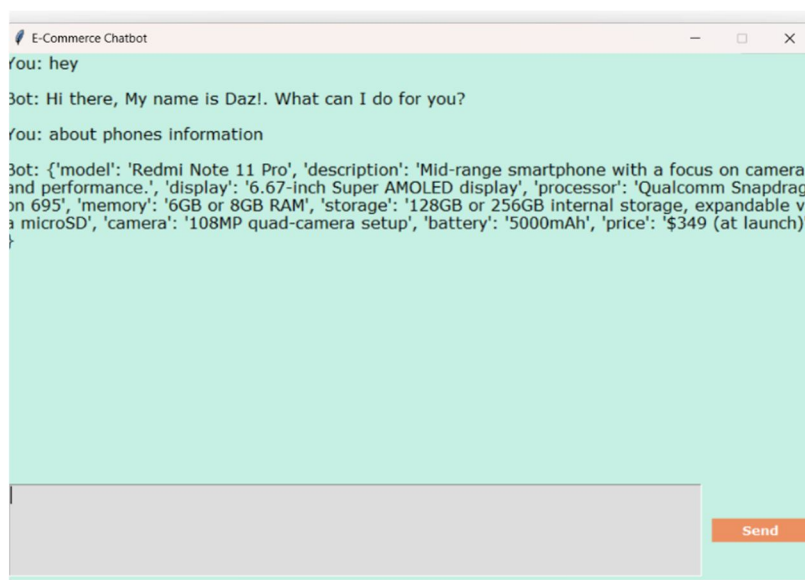 E-Commerce Chatbot
You: hey
Bot: Hi there, My name is Daz!. What can I do for you?
You: about phones information
Bot: {'model': 'Redmi Note 11 Pro', 'description': 'Mid-range smartphone with a focus on camera
and performance.', 'display': '6.67-inch Super AMOLED display', 'processor': 'Qualcomm Snapdrag
on 695', 'memory': '6GB or 8GB RAM', 'storage': '128GB or 256GB internal storage, expandable v
a microSD', 'camera': '108MP quad-camera setup', 'battery': '5000mAh', 'price': '$349 (at launch)'
}
Send